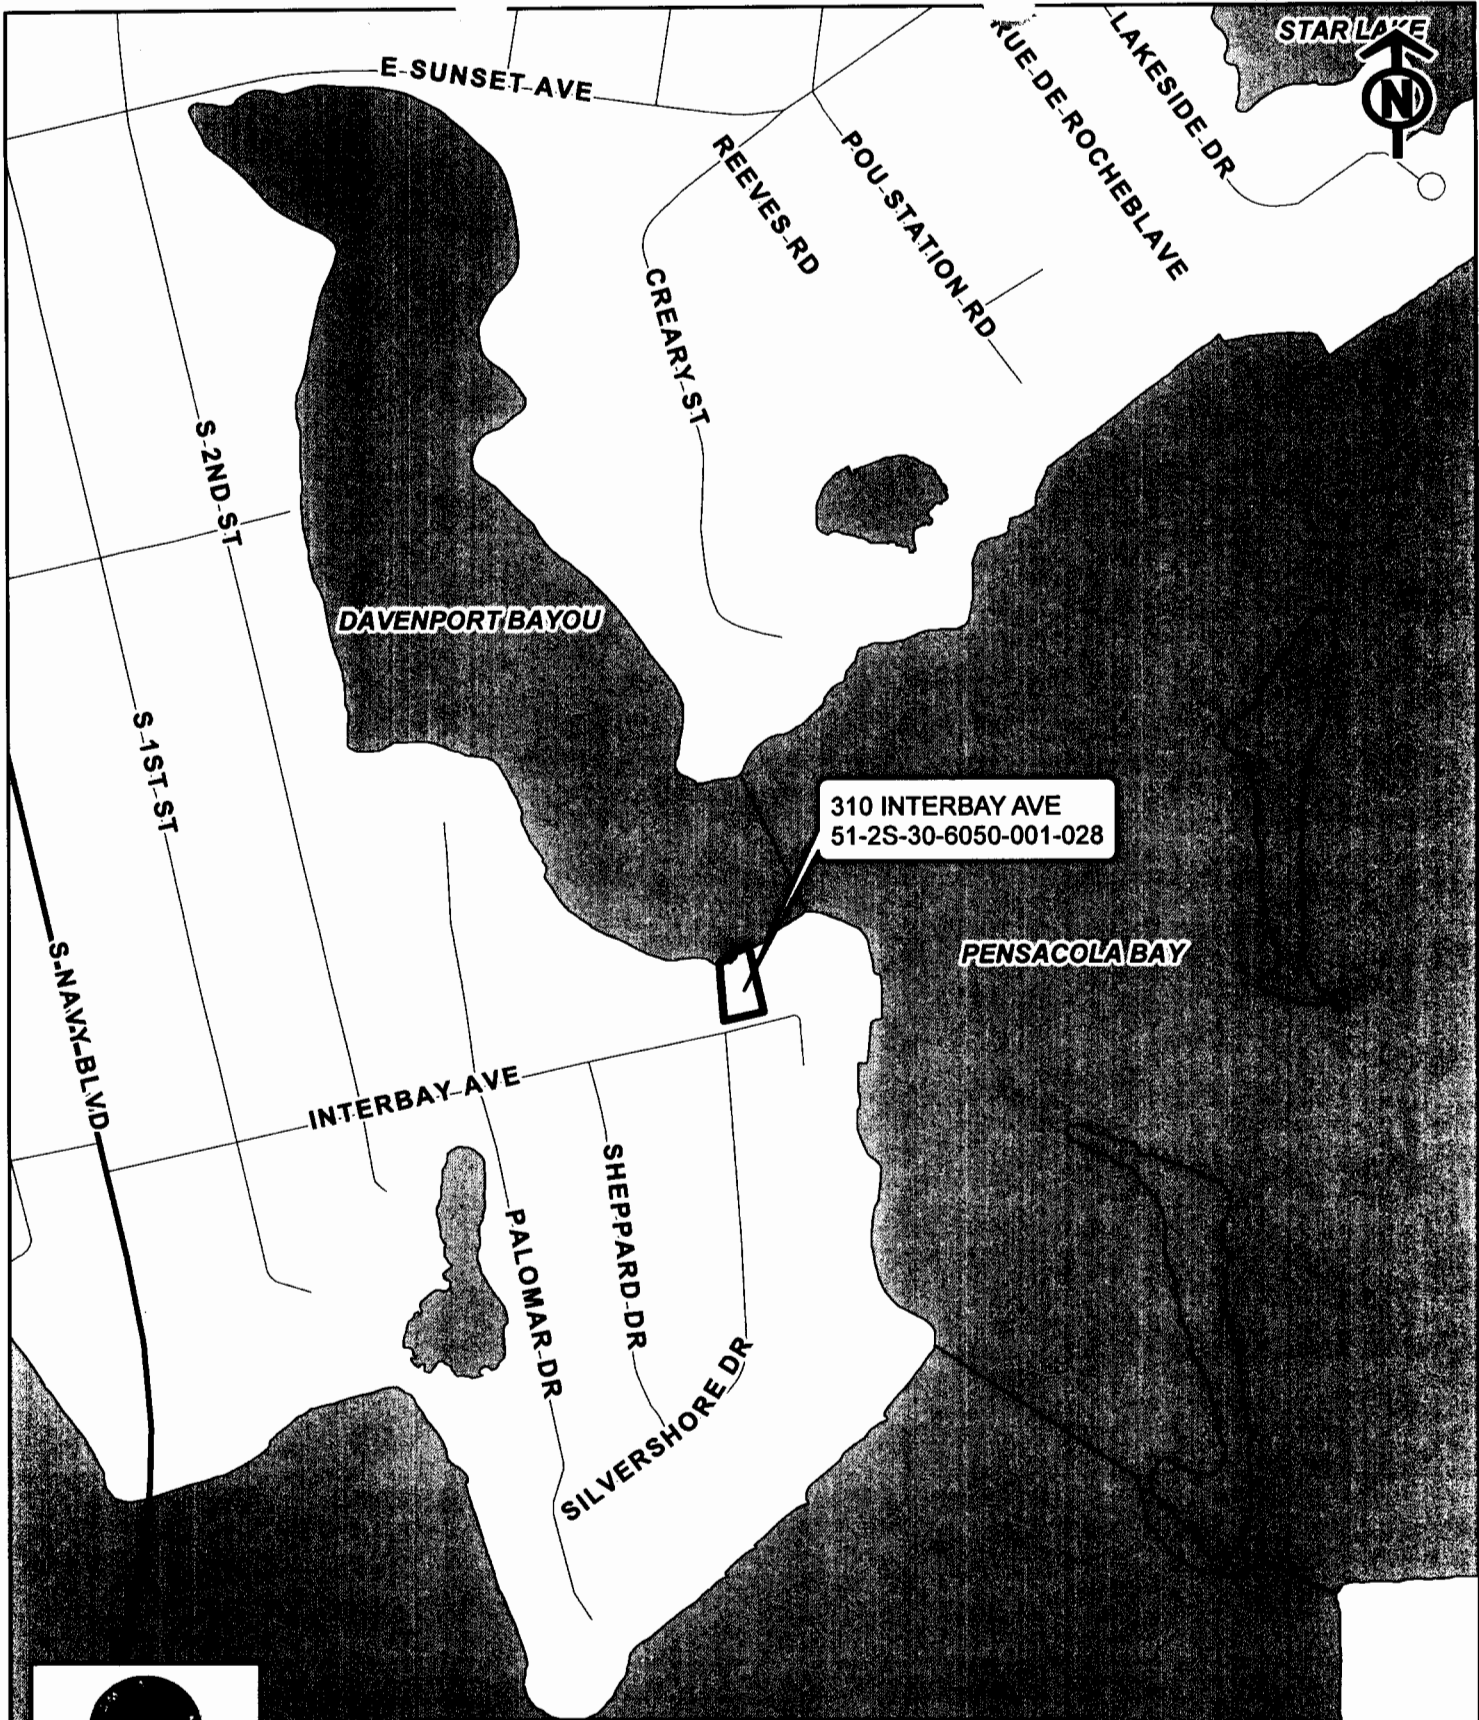 STAR LAKE
N
E SUNSET AVE
LAKESIDE DR
RUE DE ROCHEBLAVE
REEVES RD
POU STATION RD
CREARY ST
S 2ND ST
DAVENPORT BAYOU
S 1ST ST
310 INTERBAY AVE
51-2S-30-6050-001-028
PENSACOLA BAY
S NAVY BLVD
INTERBAY AVE
SHEPPARD DR
PALOMAR DR
SILVERSHORE DR